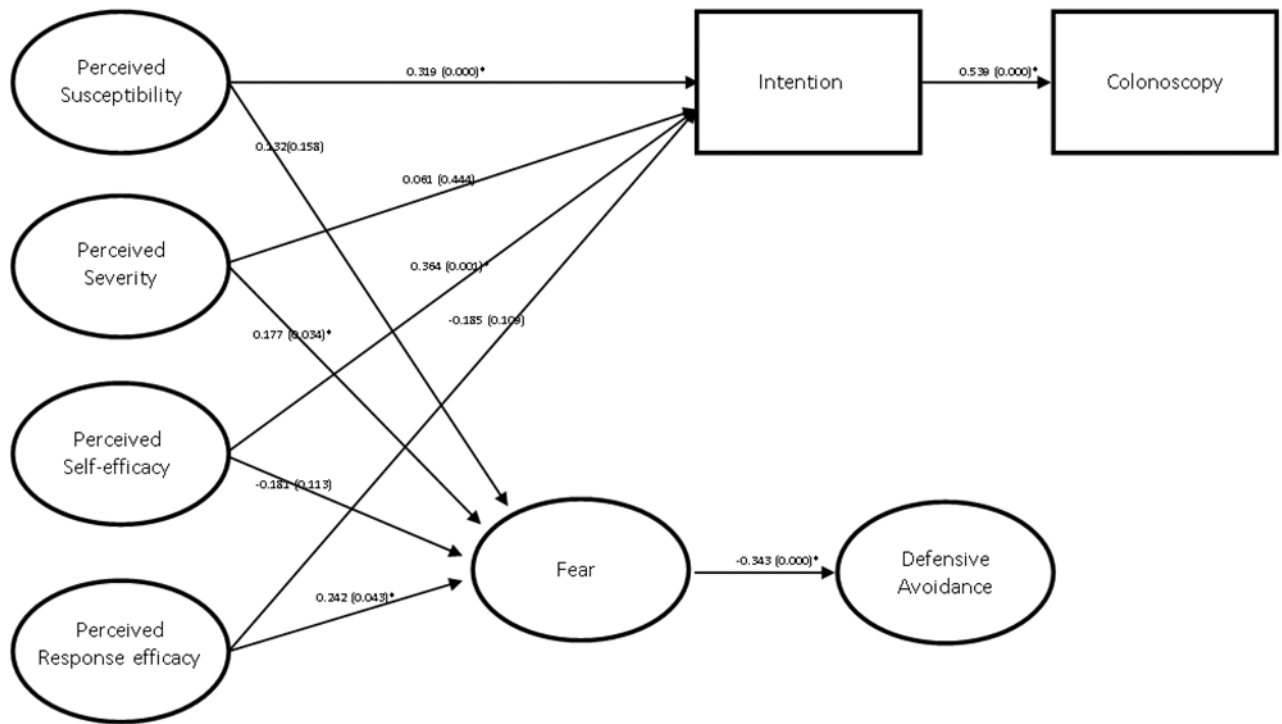 Perceived
Susceptibility
0.319 (0.000)*
Intention
0.539 (0.000)*
Colonoscopy
0.132(0.158)
0.061 (0.444)
Perceived
Severity
0.364 (0.001)*
0.177 (0.034)*
-0.185 (0.109)
Perceived
Self-efficacy
-0.181 (0.113)
Fear
-0.343 (0.000)*
Defensive
Avoidance
0.242 (0.043)*
Perceived
Response efficacy